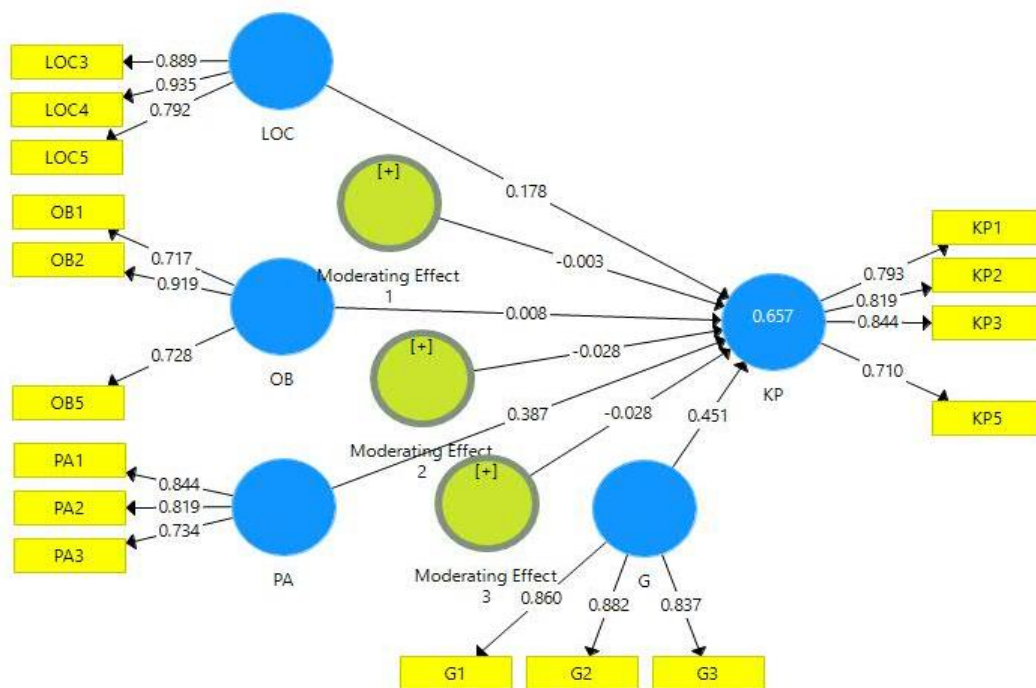 LOC3
0.889
LOC4
0.935
LOC5
0.792
LOC
0.178
[+]
Moderating Effect
1
-0.003
OB1
OB2
0.717
0.919
0.728
OB5
OB
0.008
[+]
Moderating Effect
2
-0.028
PA1
PA2
PA3
0.844
0.819
0.734
PA
0.387
[+]
Moderating Effect
3
-0.028
G
0.451
0.860
0.882
0.837
G1
G2
G3
0.657
KP
0.793
0.819
0.844
0.710
KP1
KP2
KP3
KP5